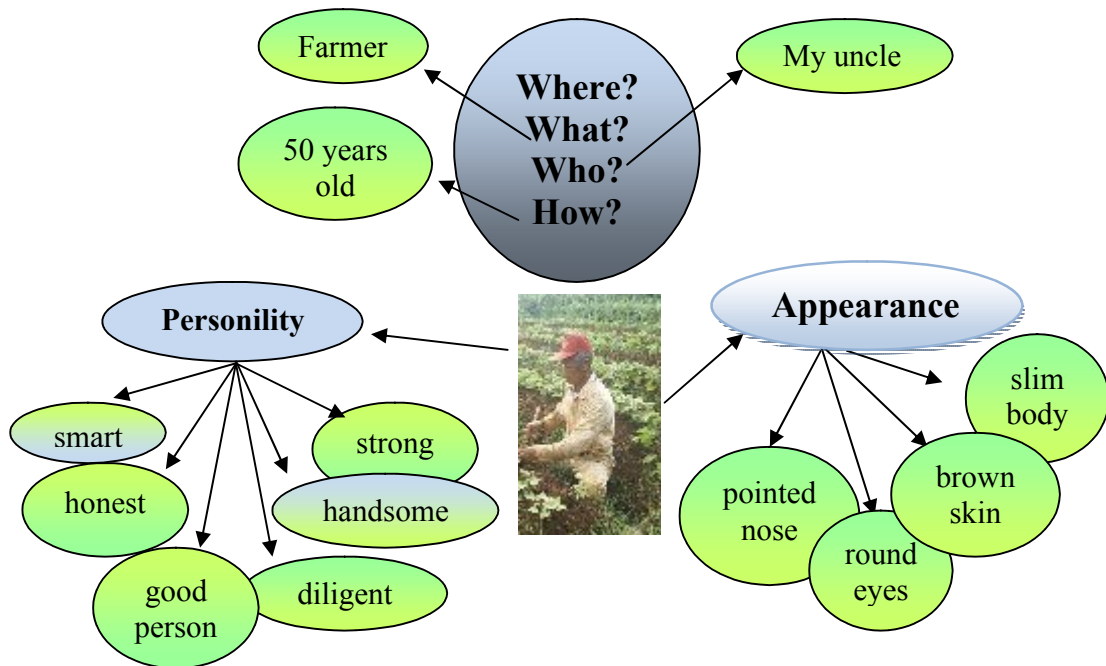 Farmer
My uncle
Where?
What?
Who?
How?
50 years
old
Personility
Appearance
smart
honest
good
person
diligent
handsome
strong
pointed
nose
round
eyes
brown
skin
slim
body